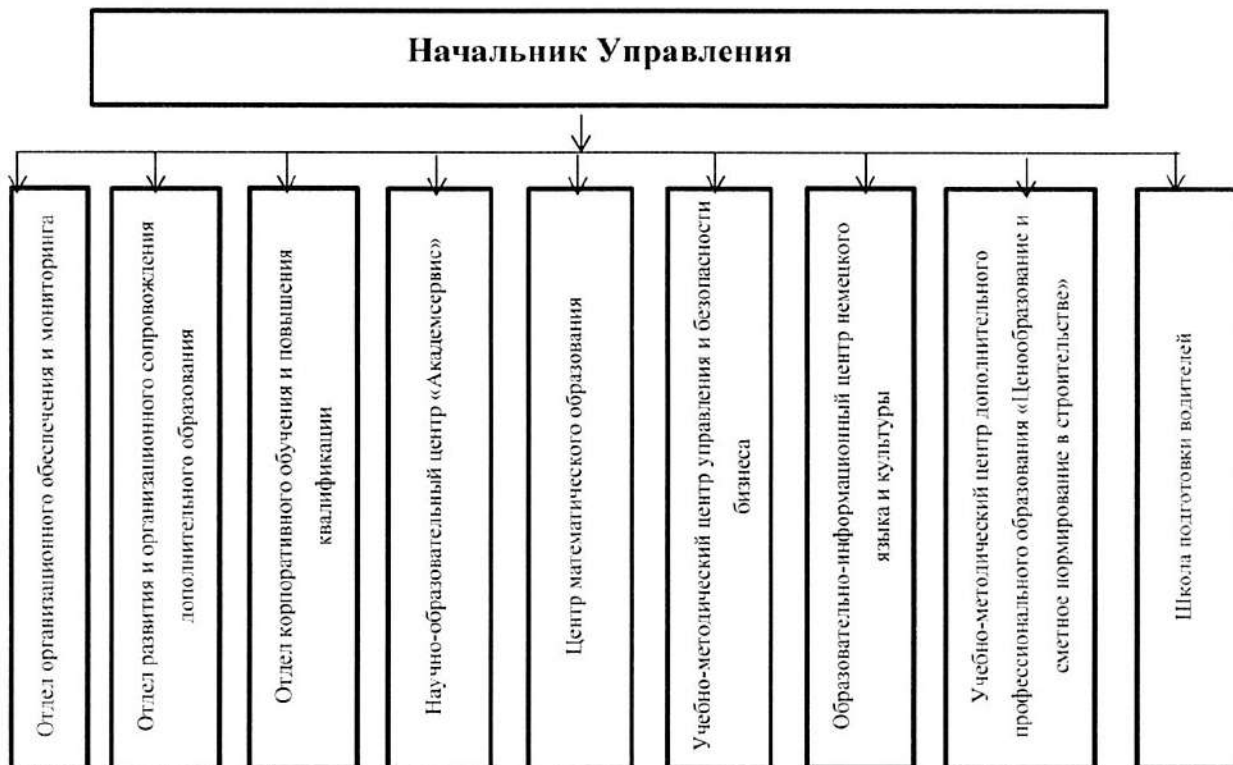 Начальник Управления
Отдел организационного обеспечения и мониторинга
Отдел развития и организационного сопровождения
дополнительного образования
Отдел корпоративного обучения и повышения
квалификации
Научно-образовательный центр «Академсервис»
Центр математического образования
Учебно-методический центр управления и безопасности
бизнеса
Образовательно-информационный центр немецкого
языка и культуры
Учебно-методический центр дополнительного
профессионального образования «Ценообразование и
сметное нормирование в строительстве»
Школа подготовки водителей